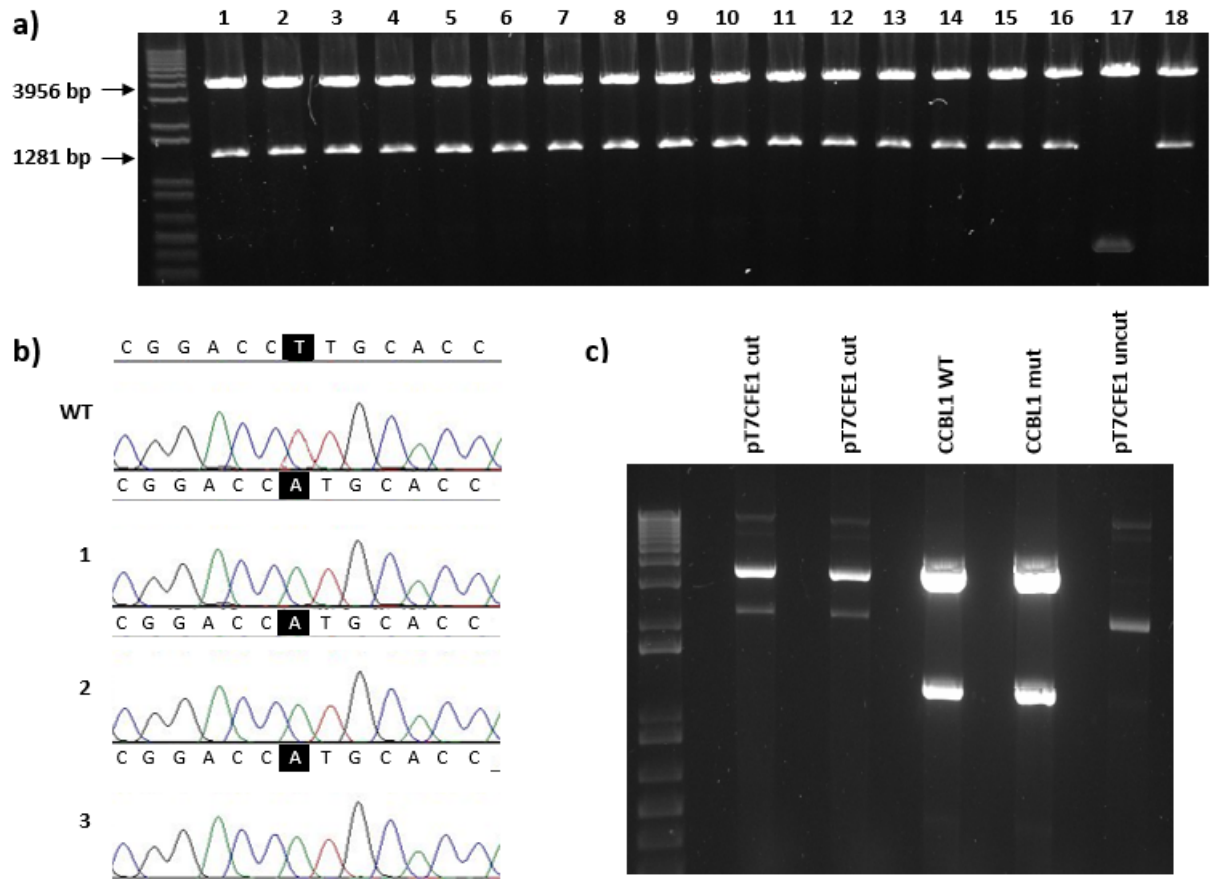 a)
1 2 3 4 5 6 7 8 9 10 11 12 13 14 15 16 17 18
3956 bp
1281 bp
b)
C G G A C C T T G C A C C
WT
C G G A C C A T G C A C C
1
C G G A C C A T G C A C C
2
C G G A C C A T G C A C C _
3
c)
pT7CFE1 cut
pT7CFE1 cut
CCBL1 WT
CCBL1 mut
pT7CFE1 uncut